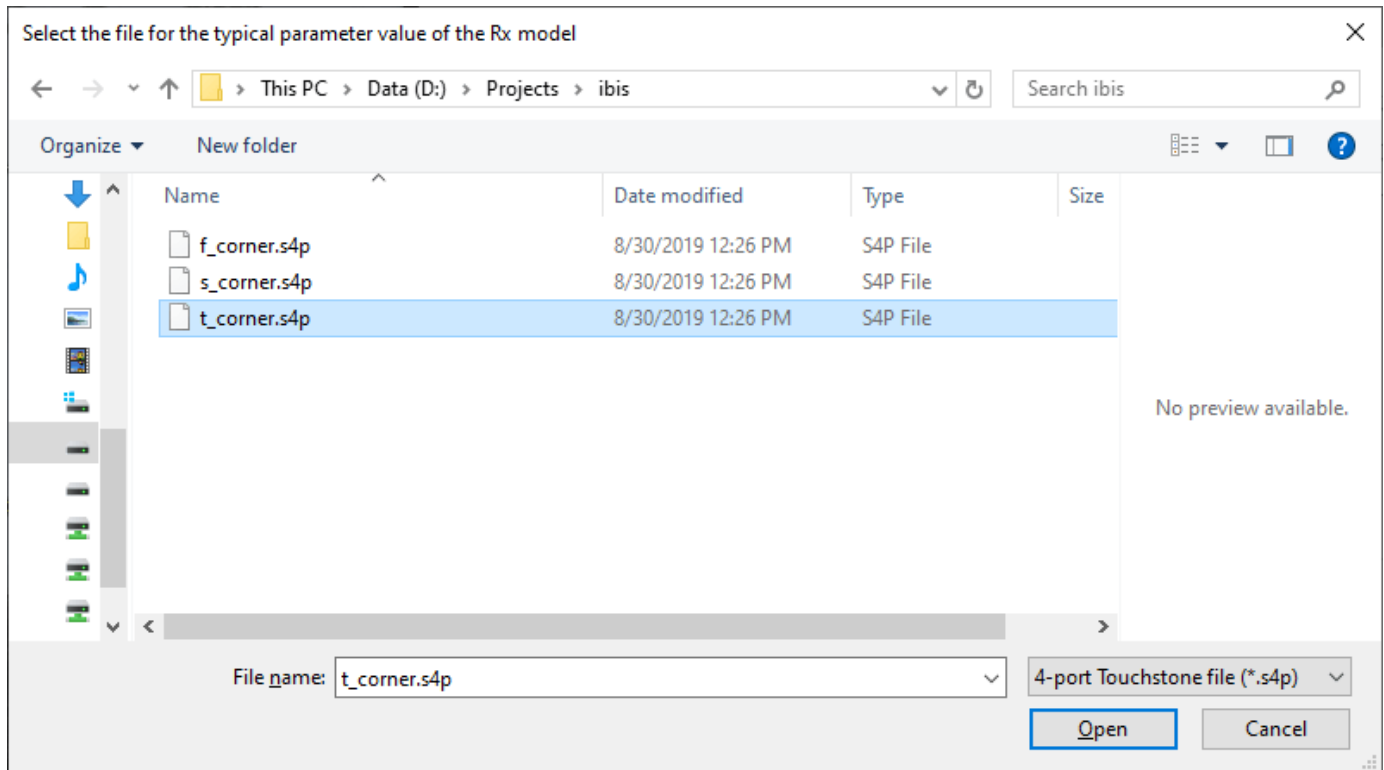 Select the file for the typical parameter value of the Rx model
This PC > Data (D:) > Projects > ibis
Search ibis
Organize
New folder
?
Name Date modified Type Size
f_corner.s4p 8/30/2019 12:26 PM S4P File
s_corner.s4p 8/30/2019 12:26 PM S4P File
t_corner.s4p 8/30/2019 12:26 PM S4P File
No preview available.
File name: t_corner.s4p 4-port Touchstone file (*.s4p)
Open Cancel